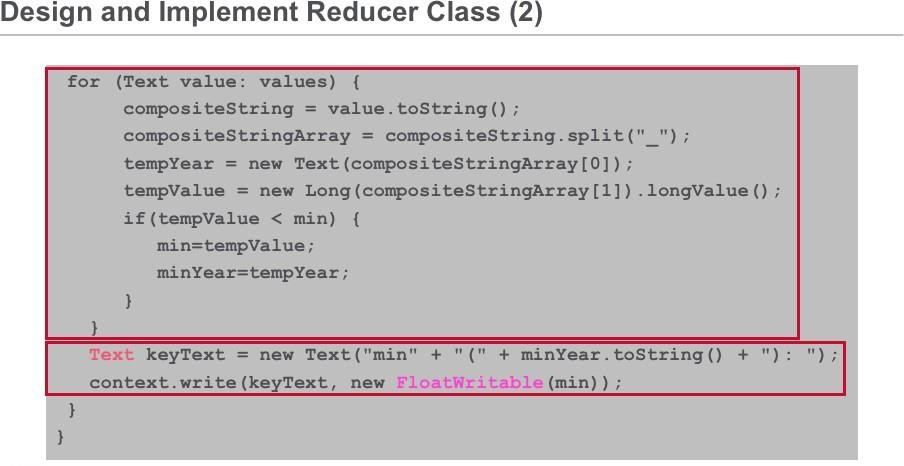 Design and Implement Reducer Class (2)
for (Text value: values) {
compositeString = value.toString();
compositeStringArray = compositeString.split("_");
tempYear = new Text(compositeStringArray[0]);
tempValue = new Long(compositeStringArray[1]).longValue();
if(tempValue < min) {
min=tempValue;
minYear=tempYear;
}
}
Text keyText = new Text("min" + "(" + minYear.toString() + "): ");
context.write(keyText, new FloatWritable(min));
}
}